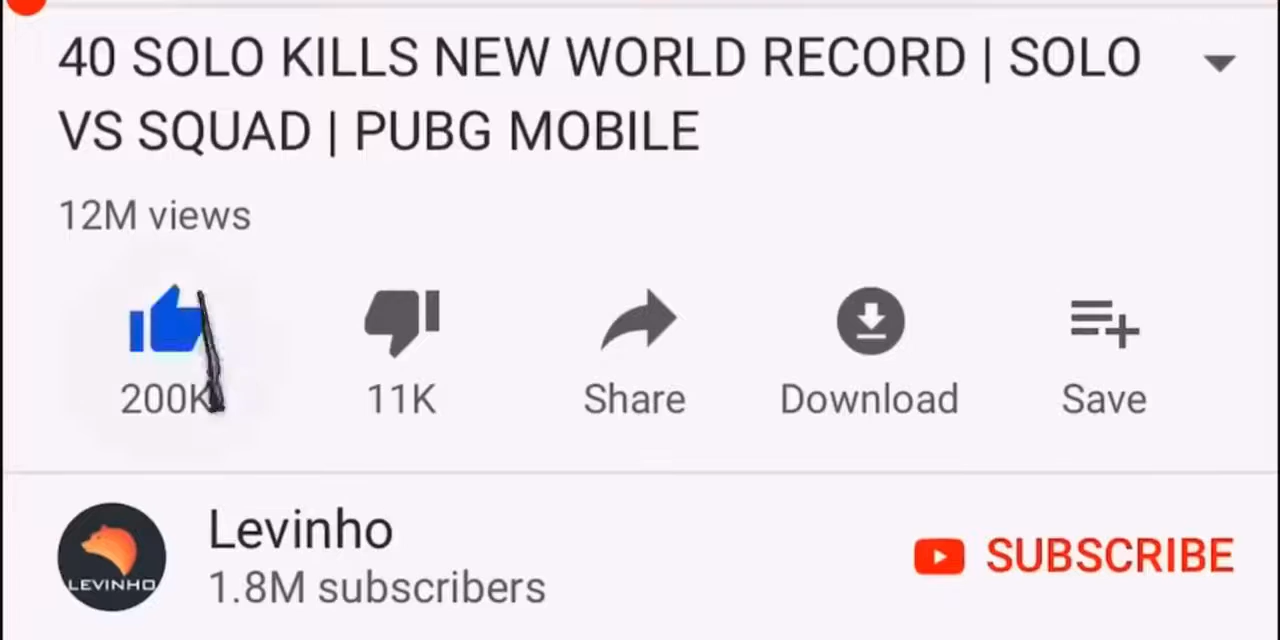 40 SOLO KILLS NEW WORLD RECORD | SOLO
VS SQUAD | PUBG MOBILE
12M views
200K
11K
Share
Download
Save
Levinho
1.8M subscribers
LEVINHO
SUBSCRIBE